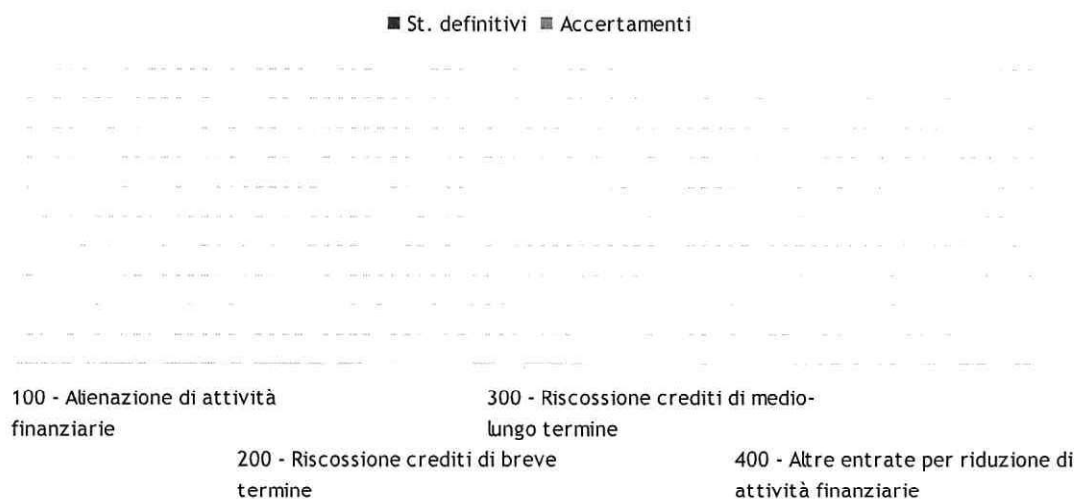 St. definitivi Accertamenti
100 - Alienazione di attività
finanziarie
200 - Riscossione crediti di breve
termine
300 - Riscossione crediti di medio-
lungo termine
400 - Altre entrate per riduzione di
attività finanziarie